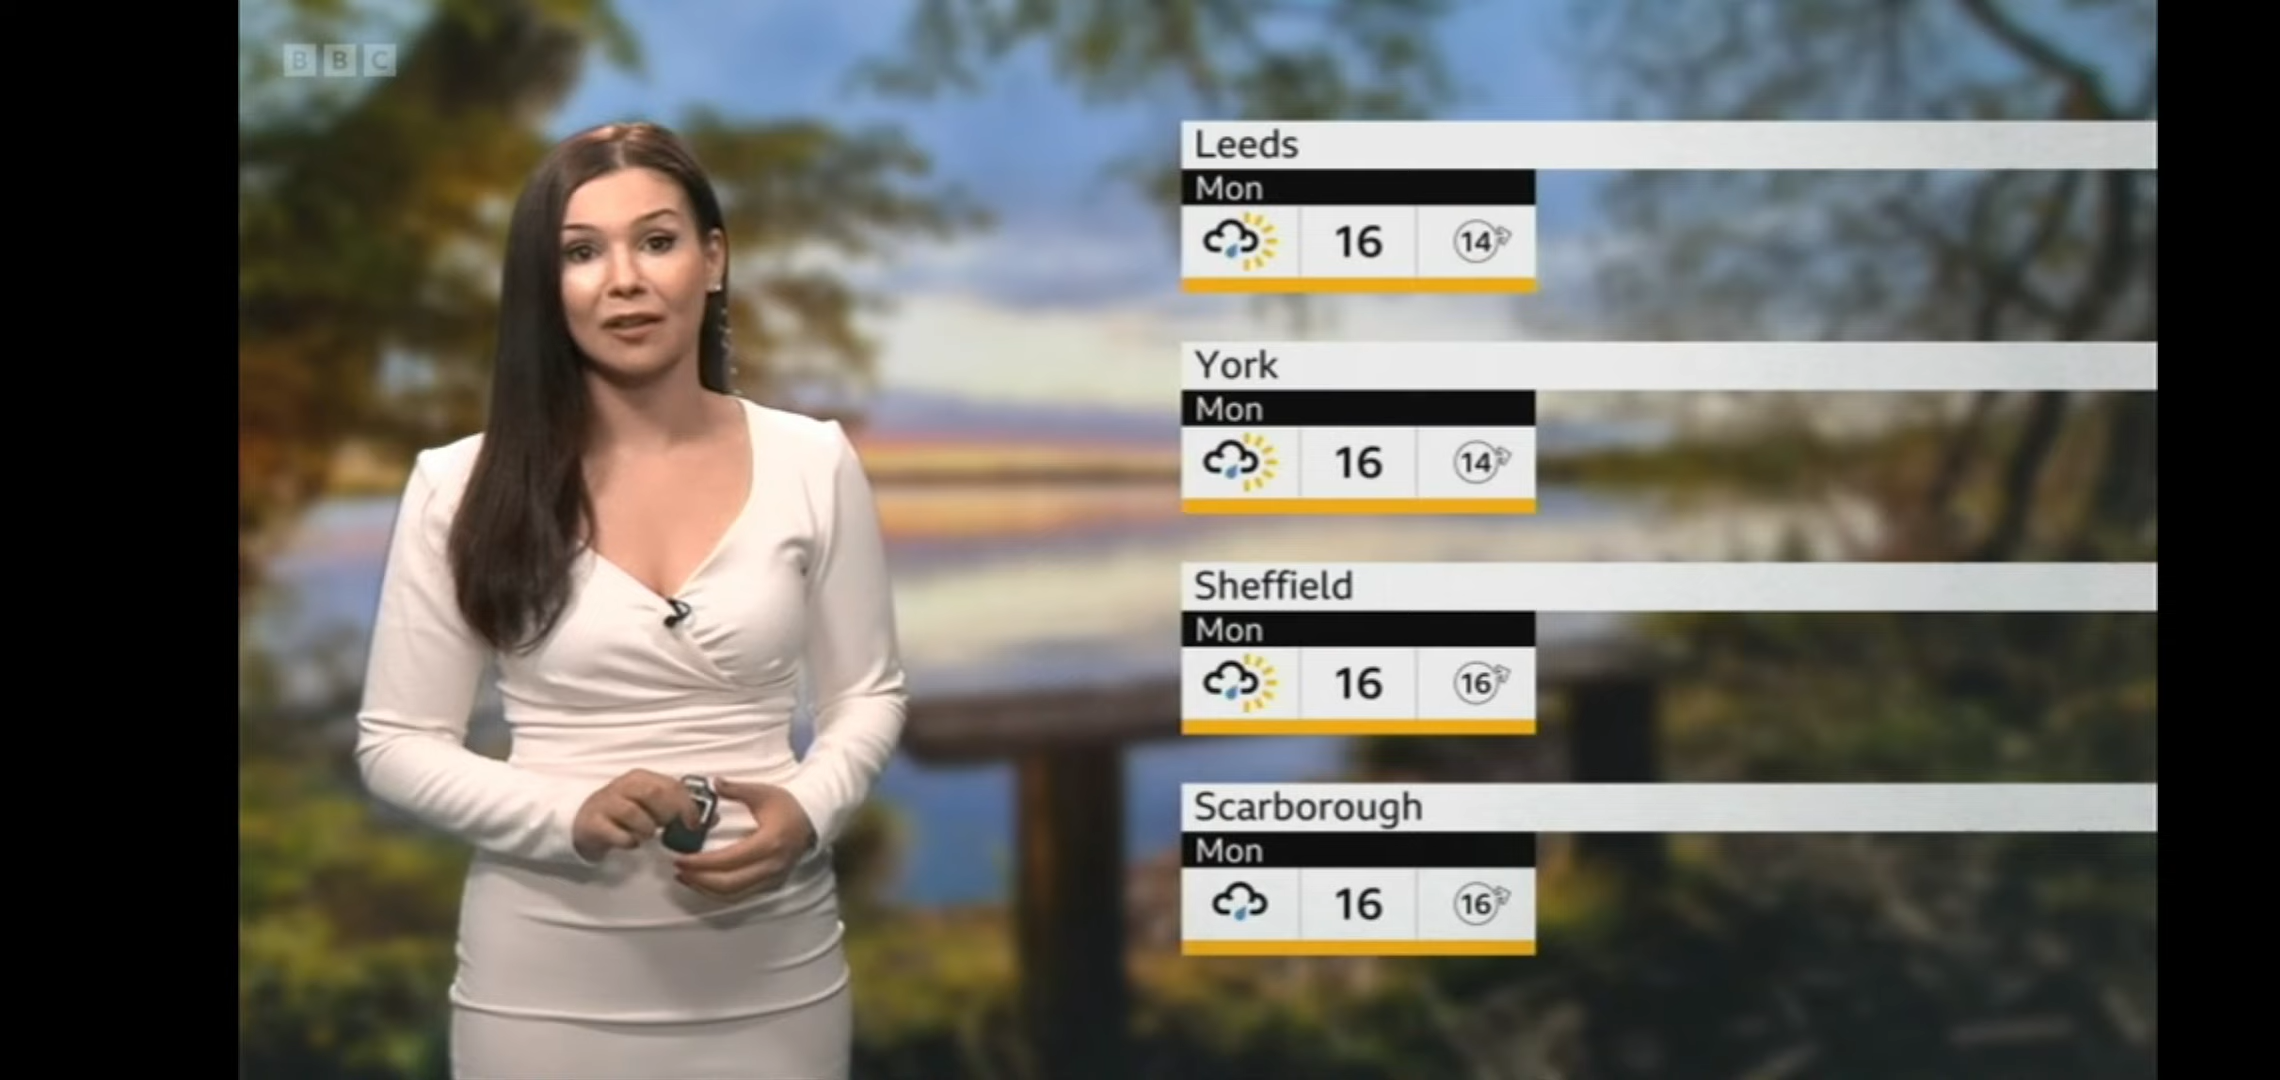 BBC
Leeds
Mon
16 14
York
Mon
16 14
Sheffield
Mon
16 16
Scarborough
Mon
16 16